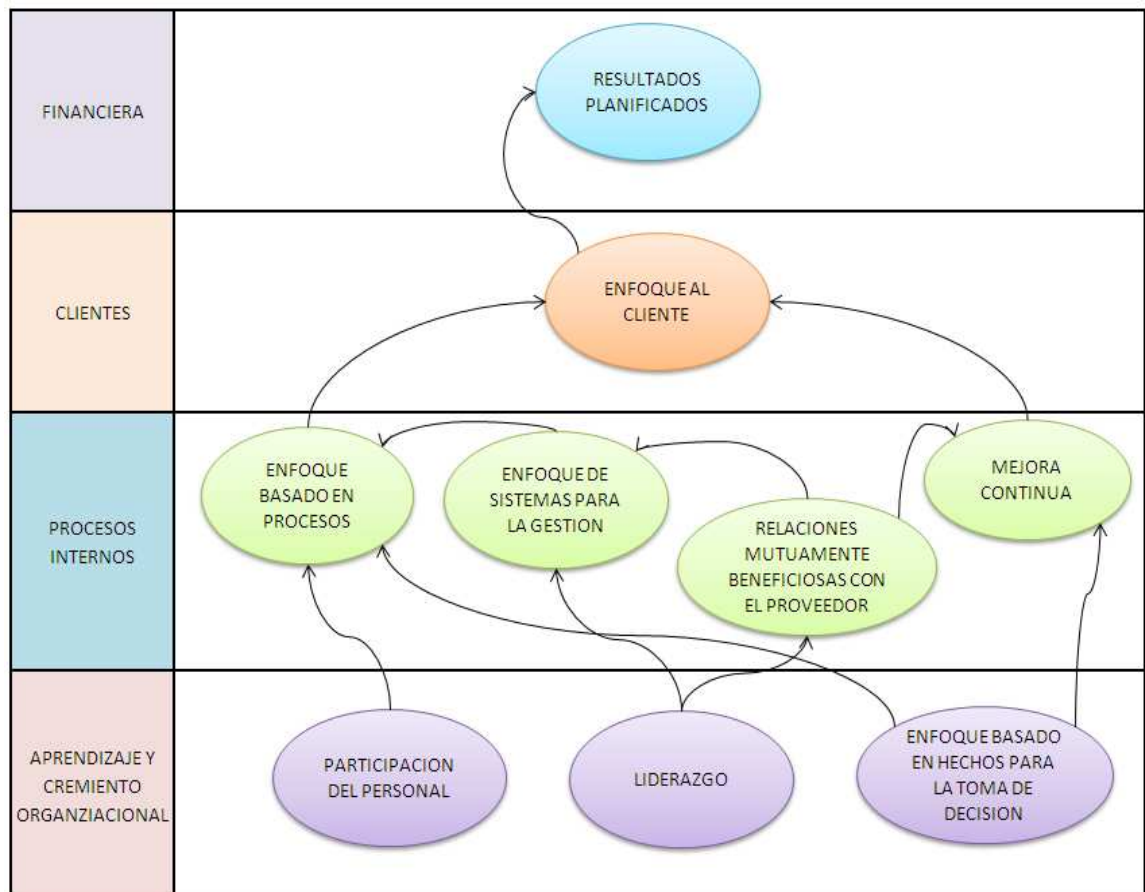 FINANCIERA
RESULTADOS
PLANIFICADOS
CLIENTES
ENFOQUE AL
CLIENTE
PROCESOS
INTERNOS
ENFOQUE
BASADO EN
PROCESOS
ENFOQUE DE
SISTEMAS PARA
LA GESTION
RELACIONES
MUTUAMENTE
BENEFICIOSAS CON
EL PROVEEDOR
MEJORA
CONTINUA
APRENDIZAJE Y
CREMIENTO
ORGANZIACIONAL
PARTICIPACION
DEL PERSONAL
LIDERAZGO
ENFOQUE BASADO
EN HECHOS PARA
LA TOMA DE
DECISION